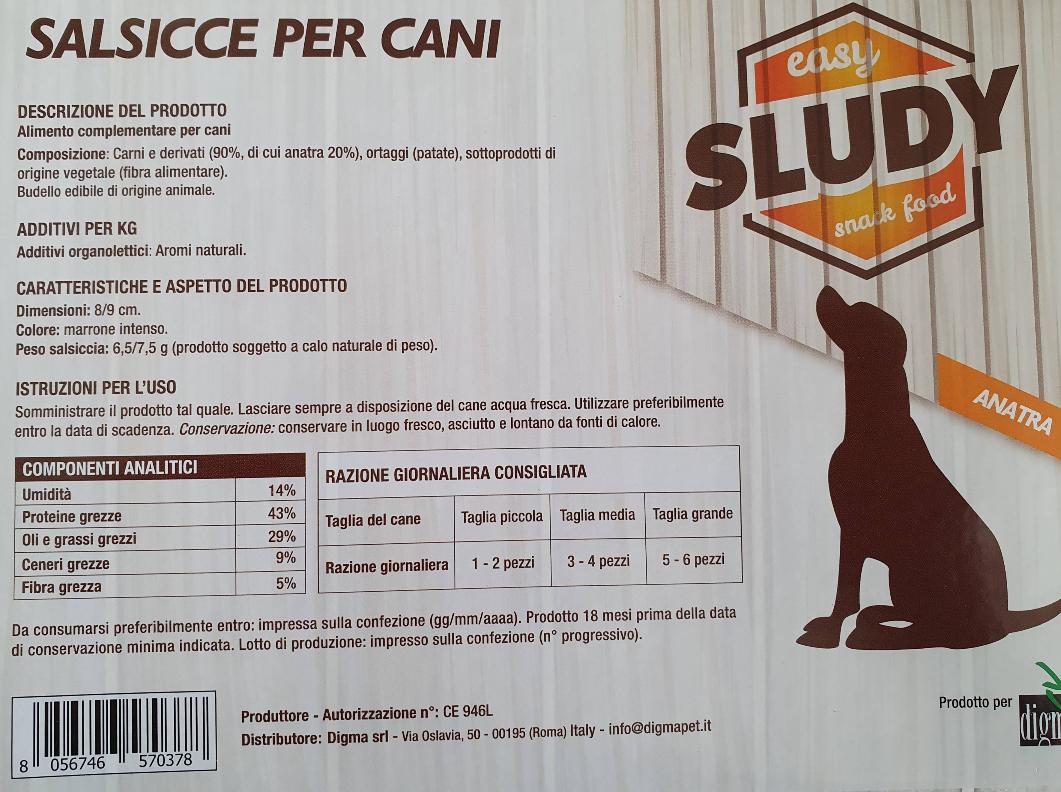 SALSICCE PER CANI
easy
SLUDY
snack food
DESCRIZIONE DEL PRODOTTO
Alimento complementare per cani
Composizione: Carni e derivati (90%, di cui anatra 20%), ortaggi (patate), sottoprodotti di
origine vegetale (fibra alimentare).
Budello edibile di origine animale.
ADDITIVI PER KG
Additivi organolettici: Aromi naturali.
CARATTERISTICHE E ASPETTO DEL PRODOTTO
Dimensioni: 8/9 cm.
Colore: marrone intenso.
Peso salsiccia: 6,5/7,5 g (prodotto soggetto a calo naturale di peso).
ANATRA
ISTRUZIONI PER L'USO
Somministrare il prodotto tal quale. Lasciare sempre a disposizione del cane acqua fresca. Utilizzare preferibilmente
entro la data di scadenza. Conservazione: conservare in luogo fresco, asciutto e lontano da fonti di calore.
COMPONENTI ANALITICI
Umidità 14%
Proteine grezze 43%
Oli e grassi grezzi 29%
Ceneri grezze 9%
Fibra grezza 5%
RAZIONE GIORNALIERA CONSIGLIATA
Taglia del cane Taglia piccola Taglia media Taglia grande
Razione giornaliera 1 - 2 pezzi 3 - 4 pezzi 5 - 6 pezzi
Da consumarsi preferibilmente entro: impressa sulla confezione (gg/mm/aaaa). Prodotto 18 mesi prima della data
di conservazione minima indicata. Lotto di produzione: impresso sulla confezione (n° progressivo).
8 056746 570378
Produttore - Autorizzazione n°: CE 946L
Distributore: Digma srl - Via Oslavia, 50 - 00195 (Roma) Italy - info@digmapet.it
Prodotto per